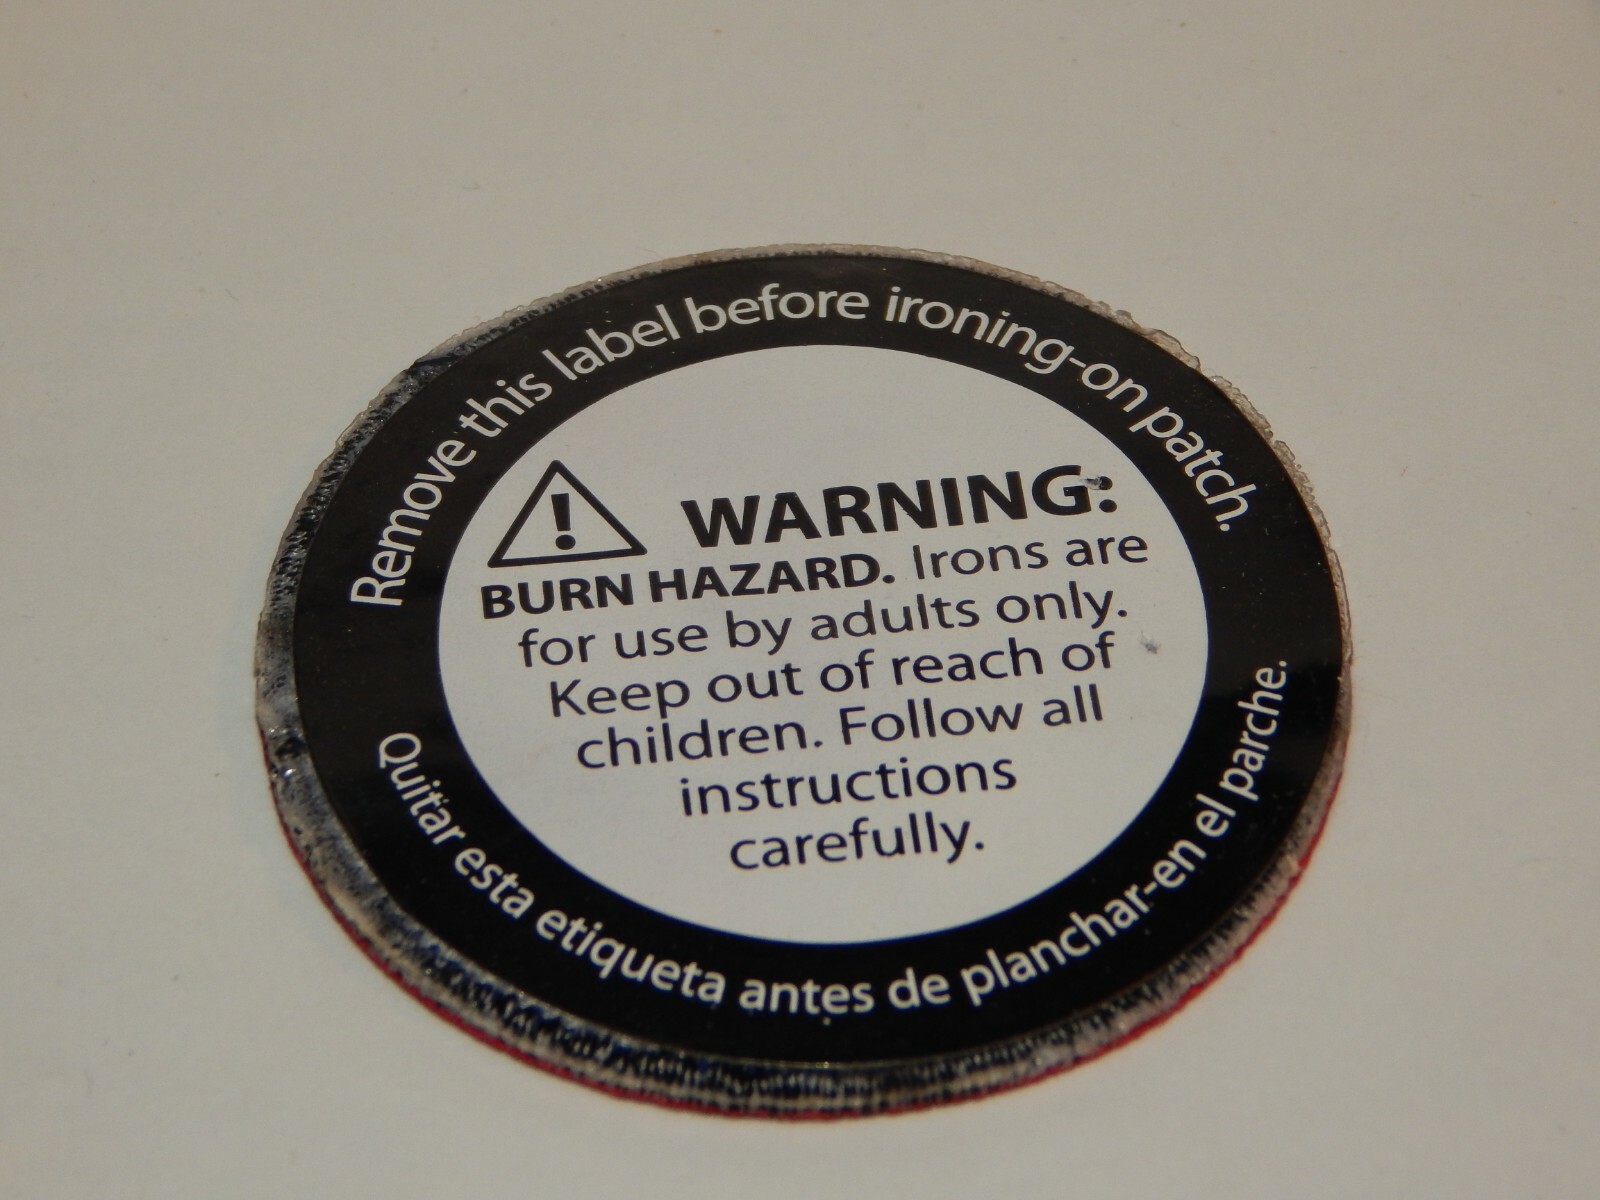 Remove this label before ironing-on patch.
! WARNING:
BURN HAZARD. Irons are
for use by adults only.
Keep out of reach of
children. Follow all
instructions
carefully.
Quitar esta etiqueta antes de planchar-en el parche.